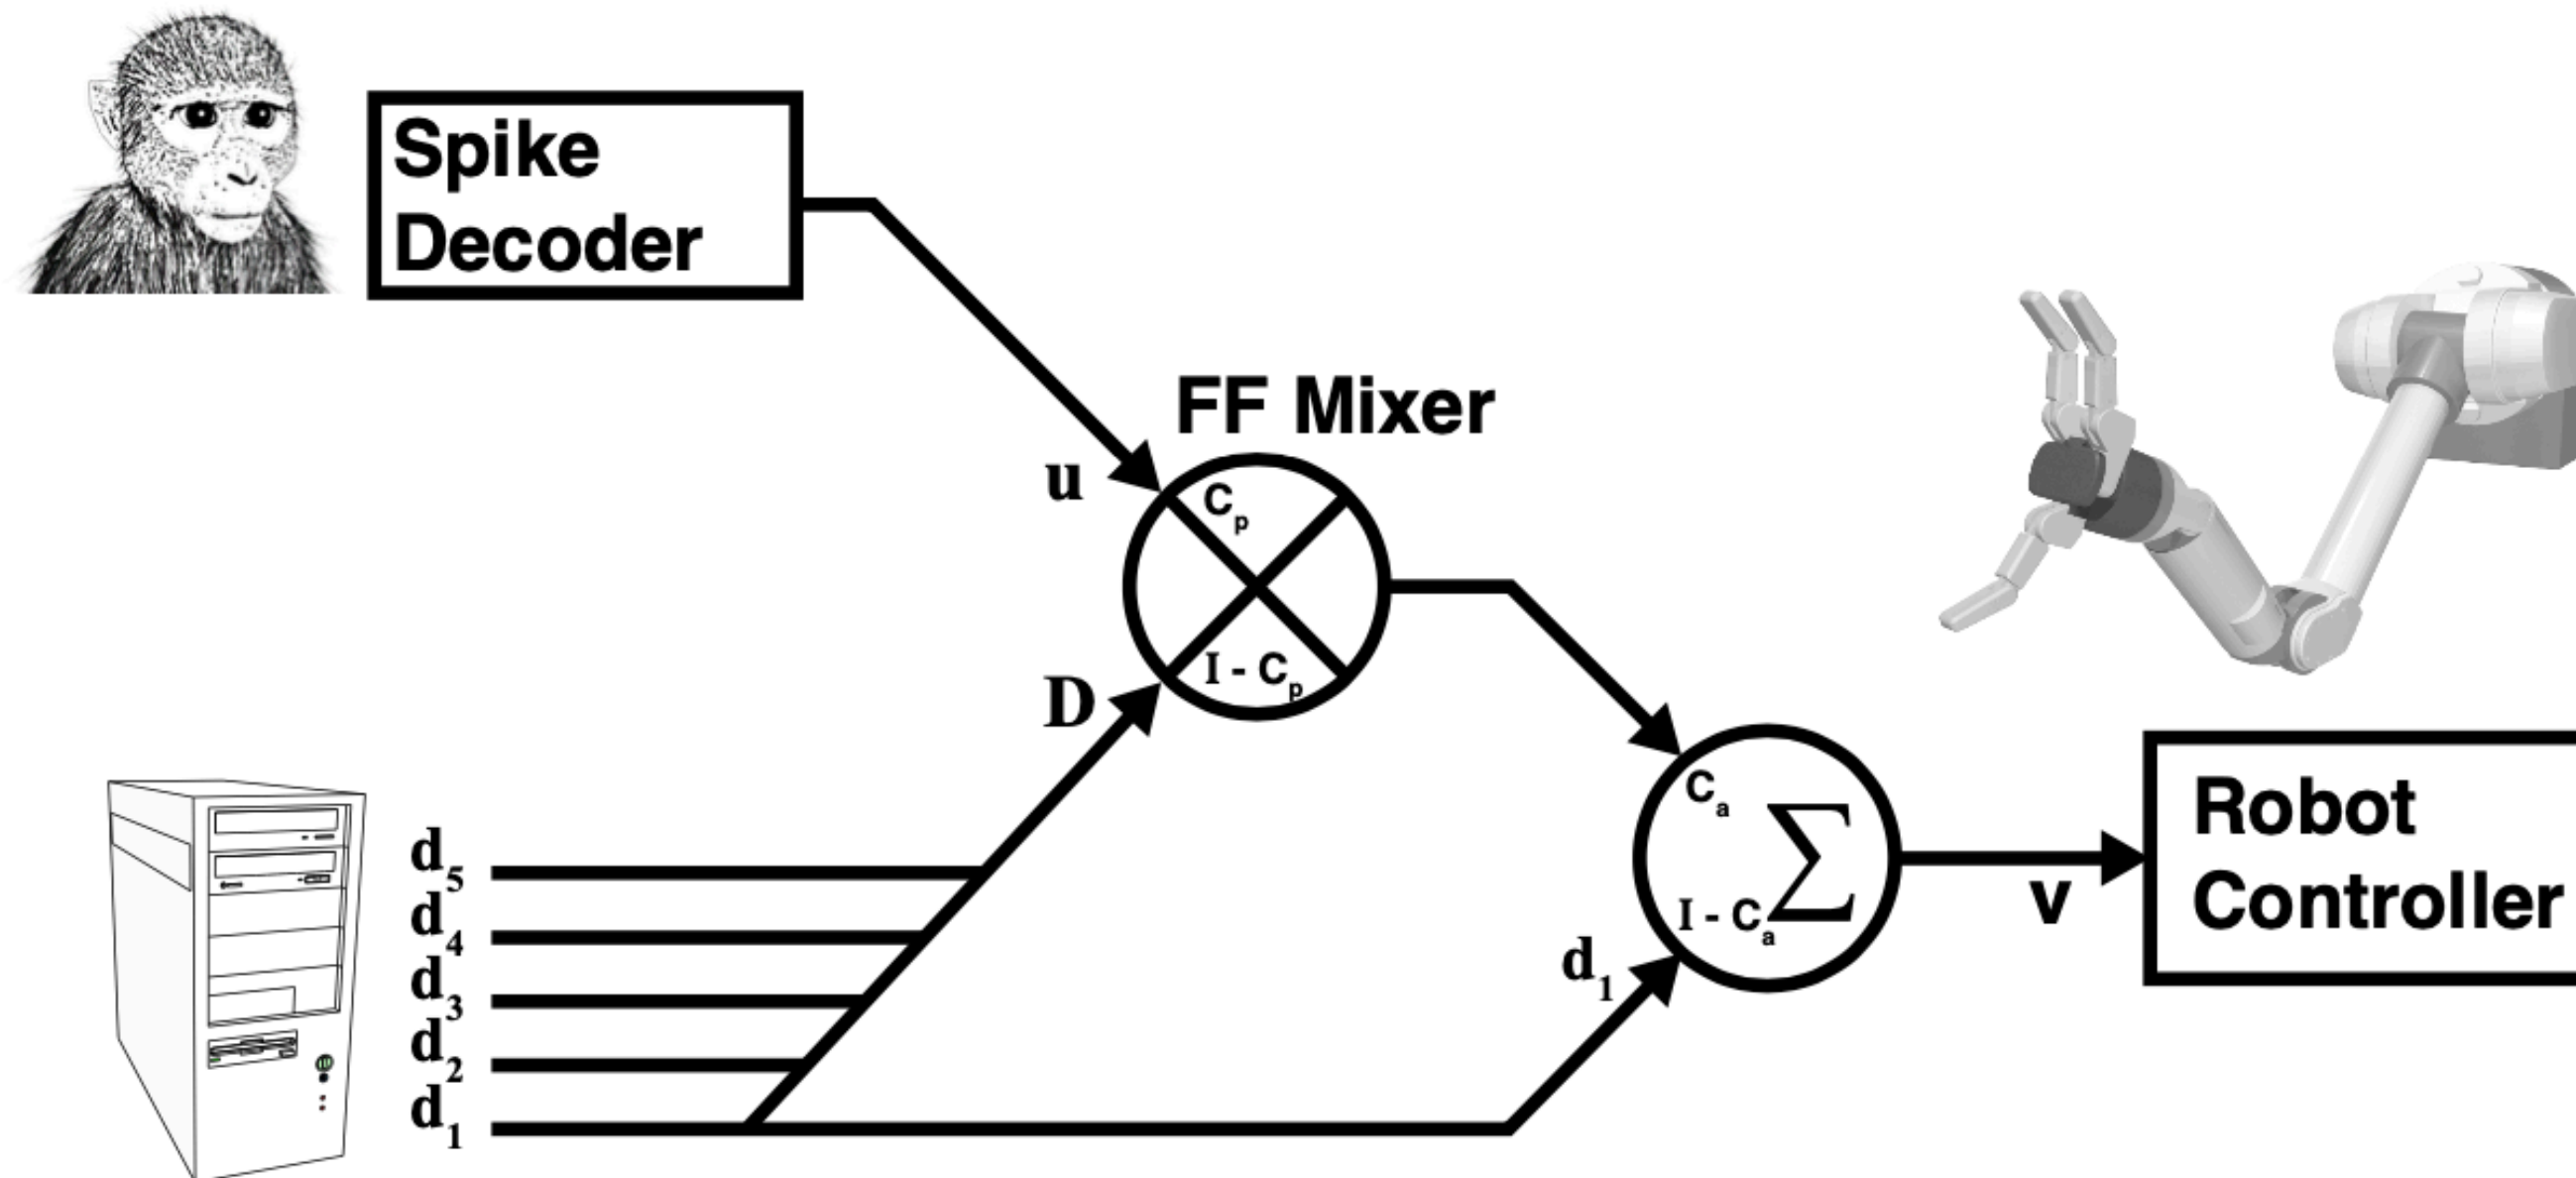 Spike
Decoder
FF Mixer
u
Cp
I - Cp
D
d5
d4
d3
d2
d1
d1
Ca
∑
I - Ca
v
Robot
Controller